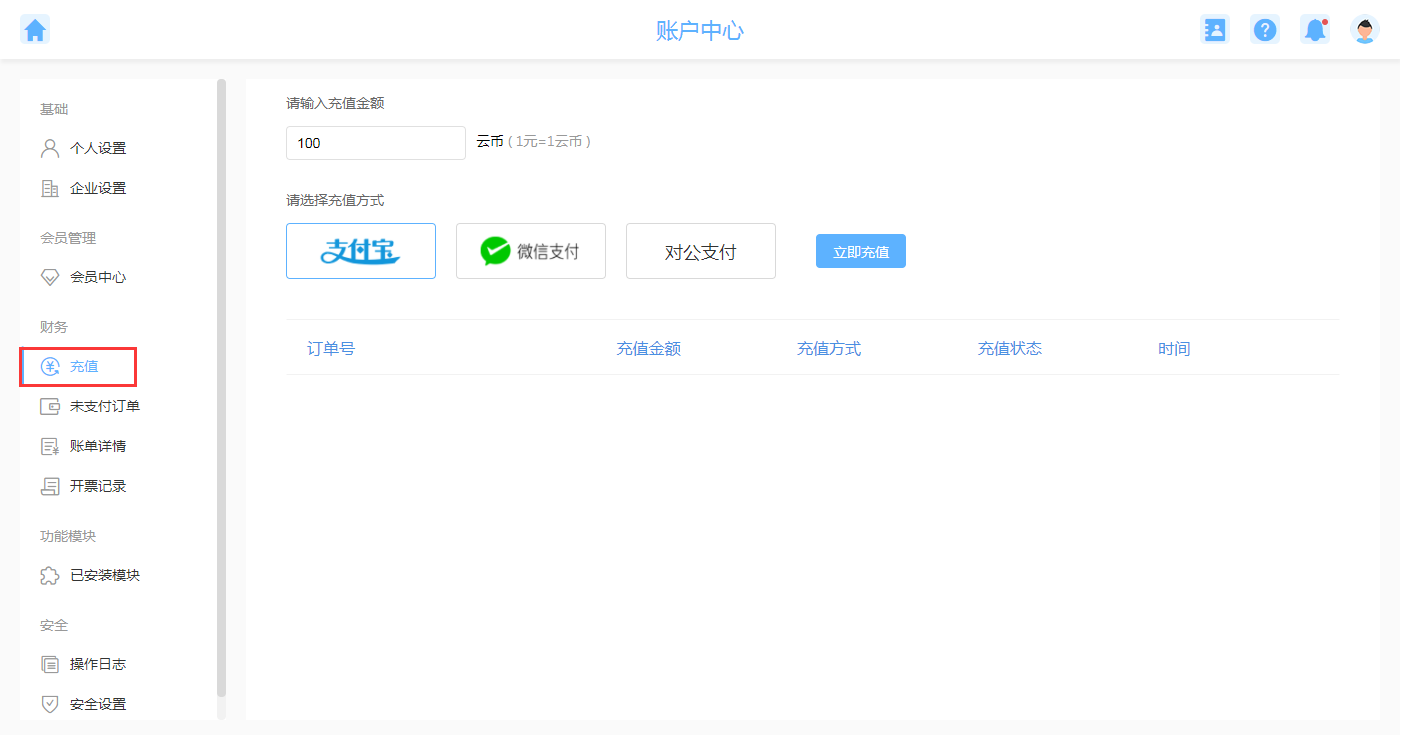 账户中心
基础
个人设置
企业设置
会员管理
会员中心
财务
充值
未支付订单
账单详情
开票记录
功能模块
已安装模块
安全
操作日志
安全设置
请输入充值金额
100 云币 ( 1元=1云币 )
请选择充值方式
支付宝 微信支付 对公支付 立即充值
订单号 充值金额 充值方式 充值状态 时间